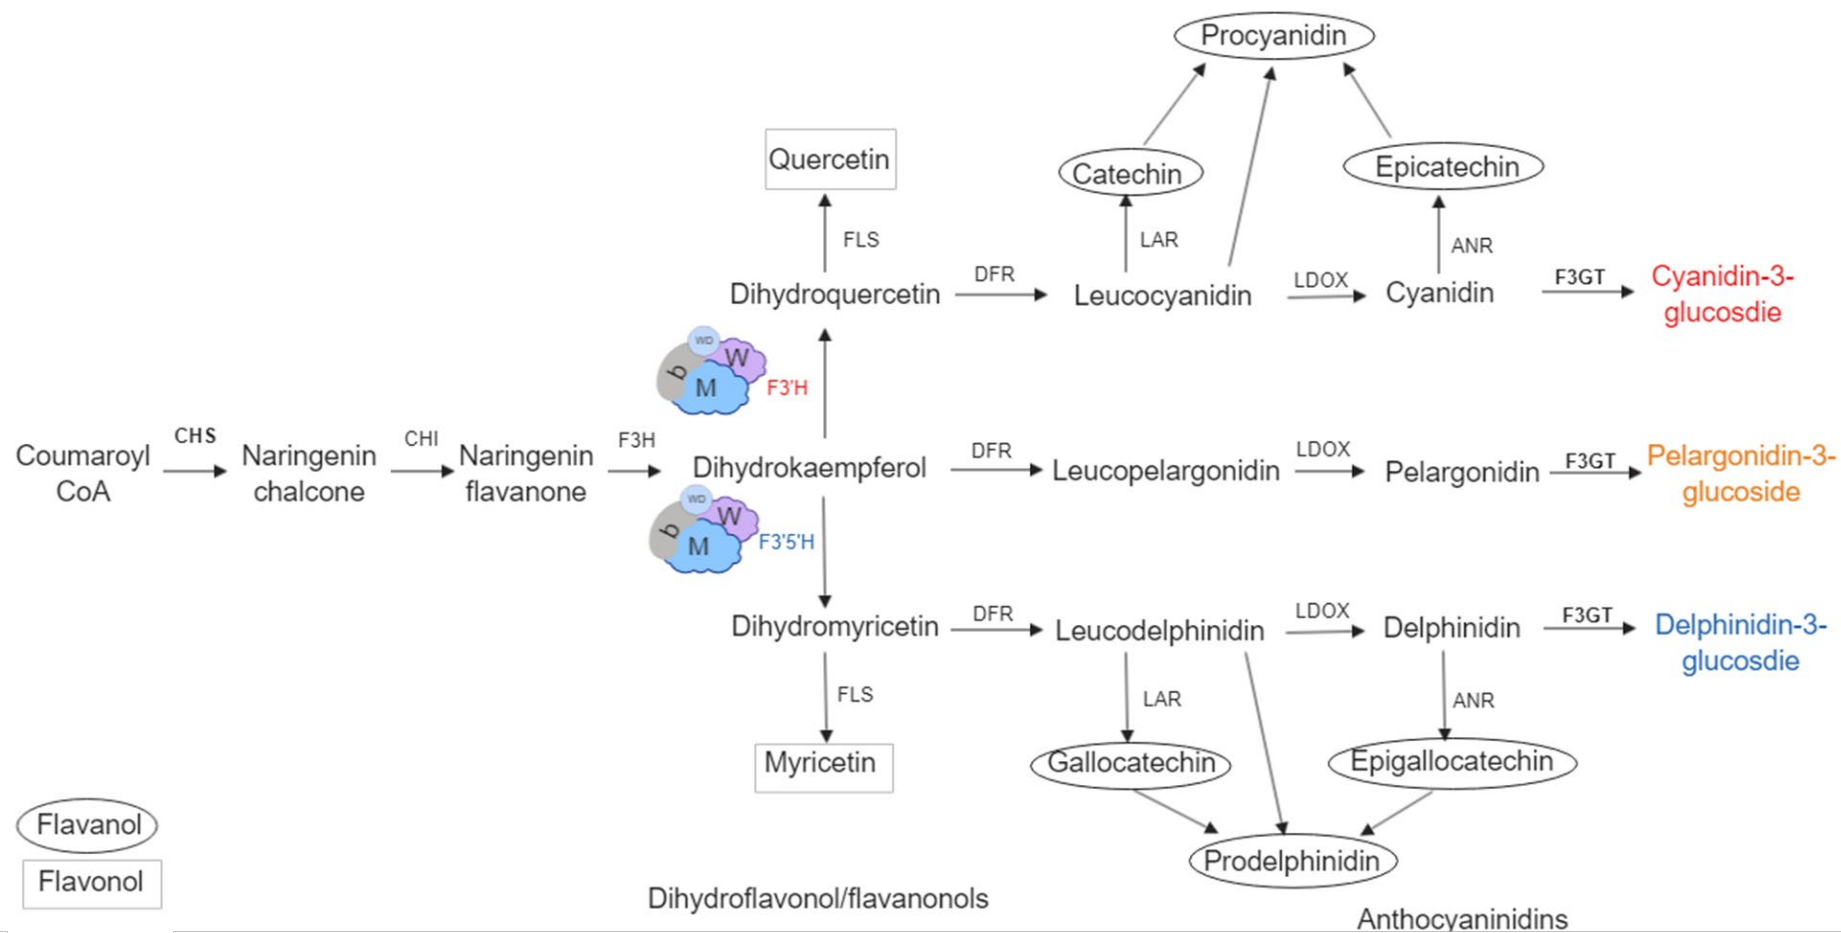 Procyanidin
Quercetin
Catechin
Epicatechin
FLS
LAR
ANR
Dihydroquercetin
DFR
Leucocyanidin
LDOX
Cyanidin
F3GT
Cyanidin-3-
glucosdie
WD
b
W
M
F3'H
Coumaroyl
CoA
CHS
Naringenin
chalcone
CHI
Naringenin
flavanone
F3H
Dihydrokaempferol
DFR
Leucopelargonidin
LDOX
Pelargonidin
F3GT
Pelargonidin-3-
glucoside
WD
b
W
M
F3'5'H
Dihydromyricetin
DFR
Leucodelphinidin
LDOX
Delphinidin
F3GT
Delphinidin-3-
glucosdie
FLS
LAR
ANR
Myricetin
Gallocatechin
Epigallocatechin
Prodelphinidin
Flavanol
Flavonol
Dihydroflavonol/flavanonols
Anthocyaninidins